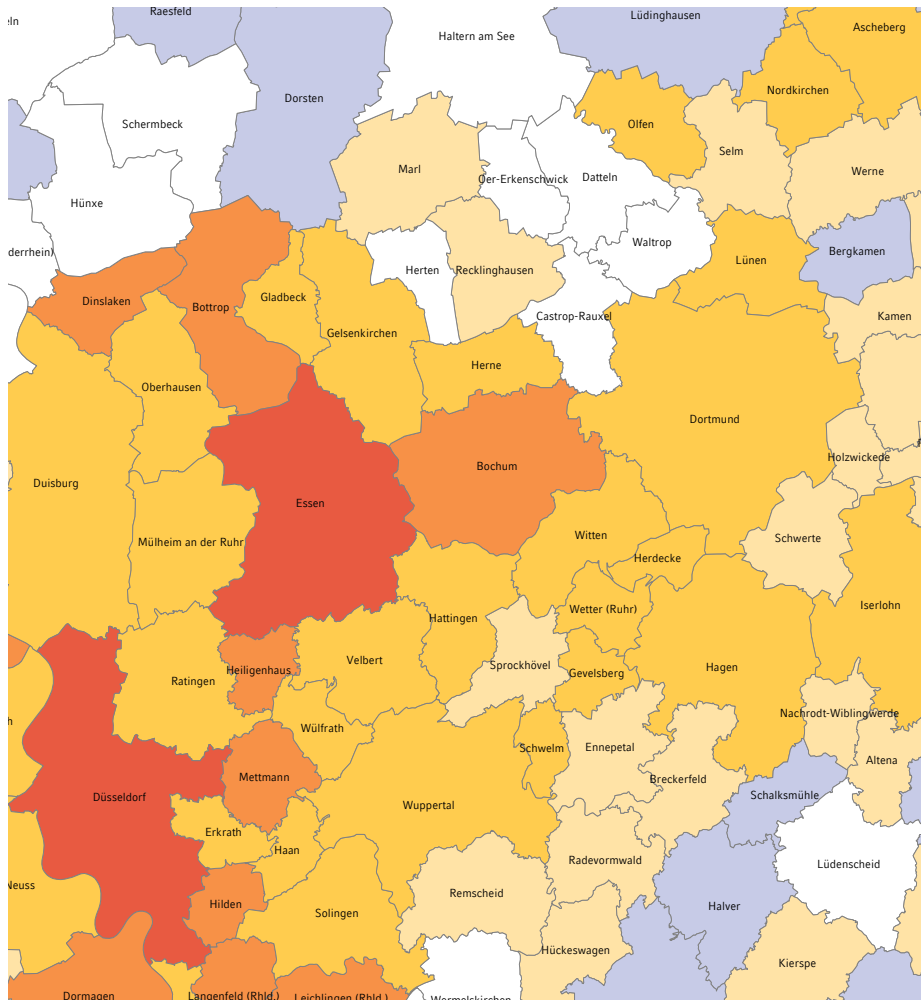 eln
Raesfeld
Lüdinghausen
Ascheberg
Haltern am See
Nordkirchen
Dorsten
Schermbeck
Olfen
Selm
Marl
Oer-Erkenschwick
Datteln
Werne
Hünxe
Waltrop
derrhein)
Bergkamen
Lünen
Herten
Recklinghausen
Dinslaken
Bottrop
Gladbeck
Castrop-Rauxel
Kamen
Gelsenkirchen
Herne
Oberhausen
Dortmund
Holzwickede
Bochum
Duisburg
Essen
Witten
Schwerte
Mülheim an der Ruhr
Herdecke
Iserlohn
Wetter (Ruhr)
Hattingen
Velbert
Sprockhövel
Hagen
Heiligenhaus
Gevelsberg
Ratingen
Nachrodt-Wiblingwerde
h
Wülfrath
Schwelm
Ennepetal
Altena
Mettmann
Breckerfeld
Düsseldorf
Schalksmühle
Wuppertal
Erkrath
Haan
Radevormwald
Lüdenscheid
Neuss
Remscheid
Hilden
Halver
Solingen
Hückeswagen
Kierspe
Dormagen
Langenfeld (Rhld.)
Leichlingen (Rhld.)
Wermelskirchen